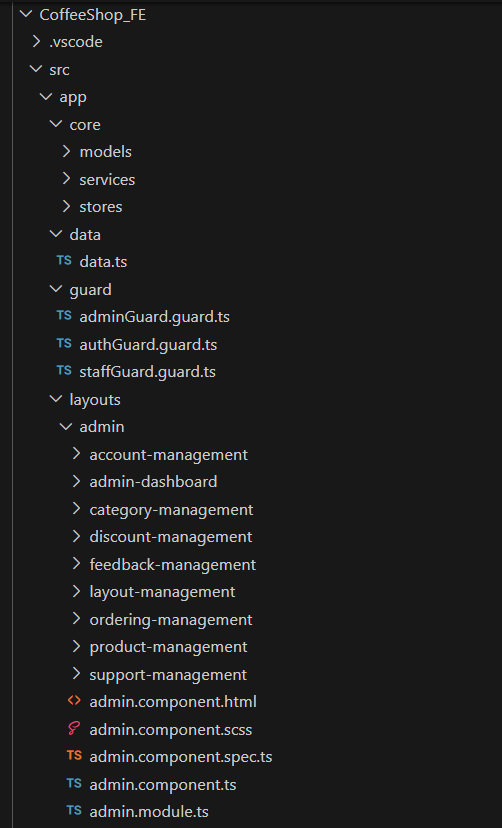 CoffeeShop_FE
.vscode
src
app
core
models
services
stores
data
TS data.ts
guard
TS adminGuard.guard.ts
TS authGuard.guard.ts
TS staffGuard.guard.ts
layouts
admin
account-management
admin-dashboard
category-management
discount-management
feedback-management
layout-management
ordering-management
product-management
support-management
admin.component.html
admin.component.scss
TS admin.component.spec.ts
TS admin.component.ts
TS admin.module.ts